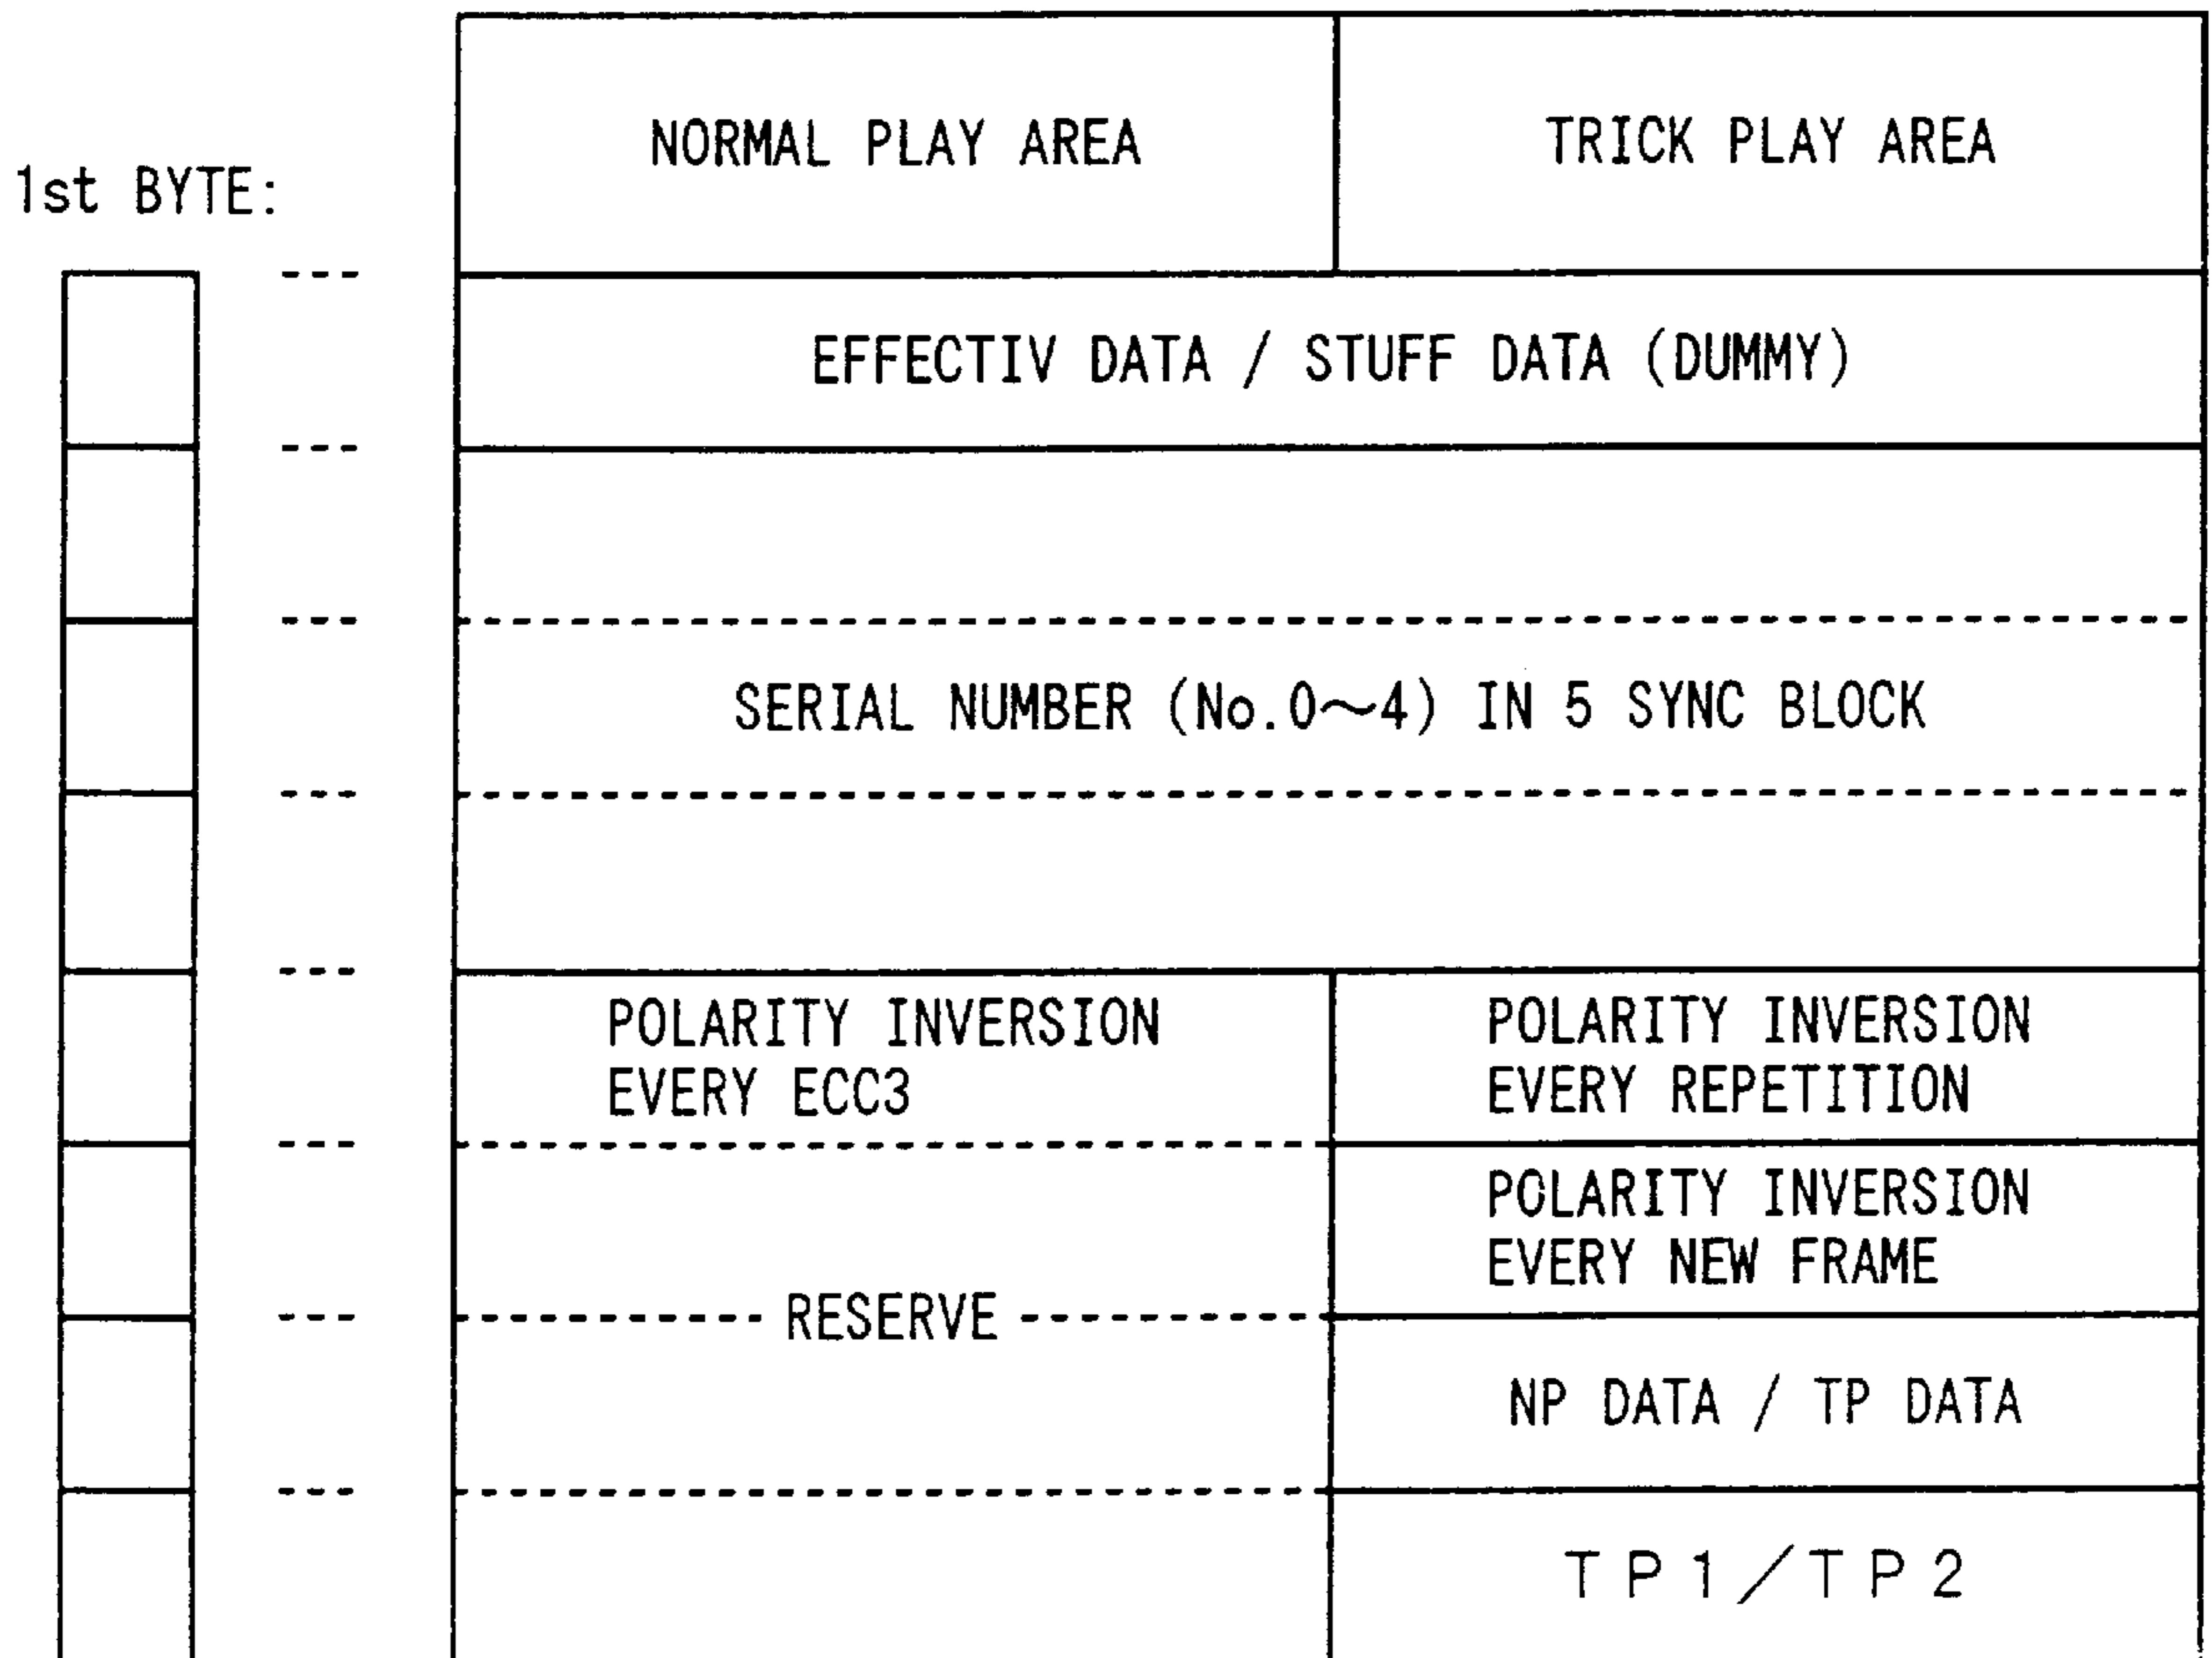 NORMAL PLAY AREA
TRICK PLAY AREA
1st BYTE:
EFFECTIV DATA / STUFF DATA (DUMMY)
SERIAL NUMBER (No.0~4) IN 5 SYNC BLOCK
POLARITY INVERSION
EVERY ECC3
POLARITY INVERSION
EVERY REPETITION
POLARITY INVERSION
EVERY NEW FRAME
RESERVE
NP DATA / TP DATA
TP1/TP2